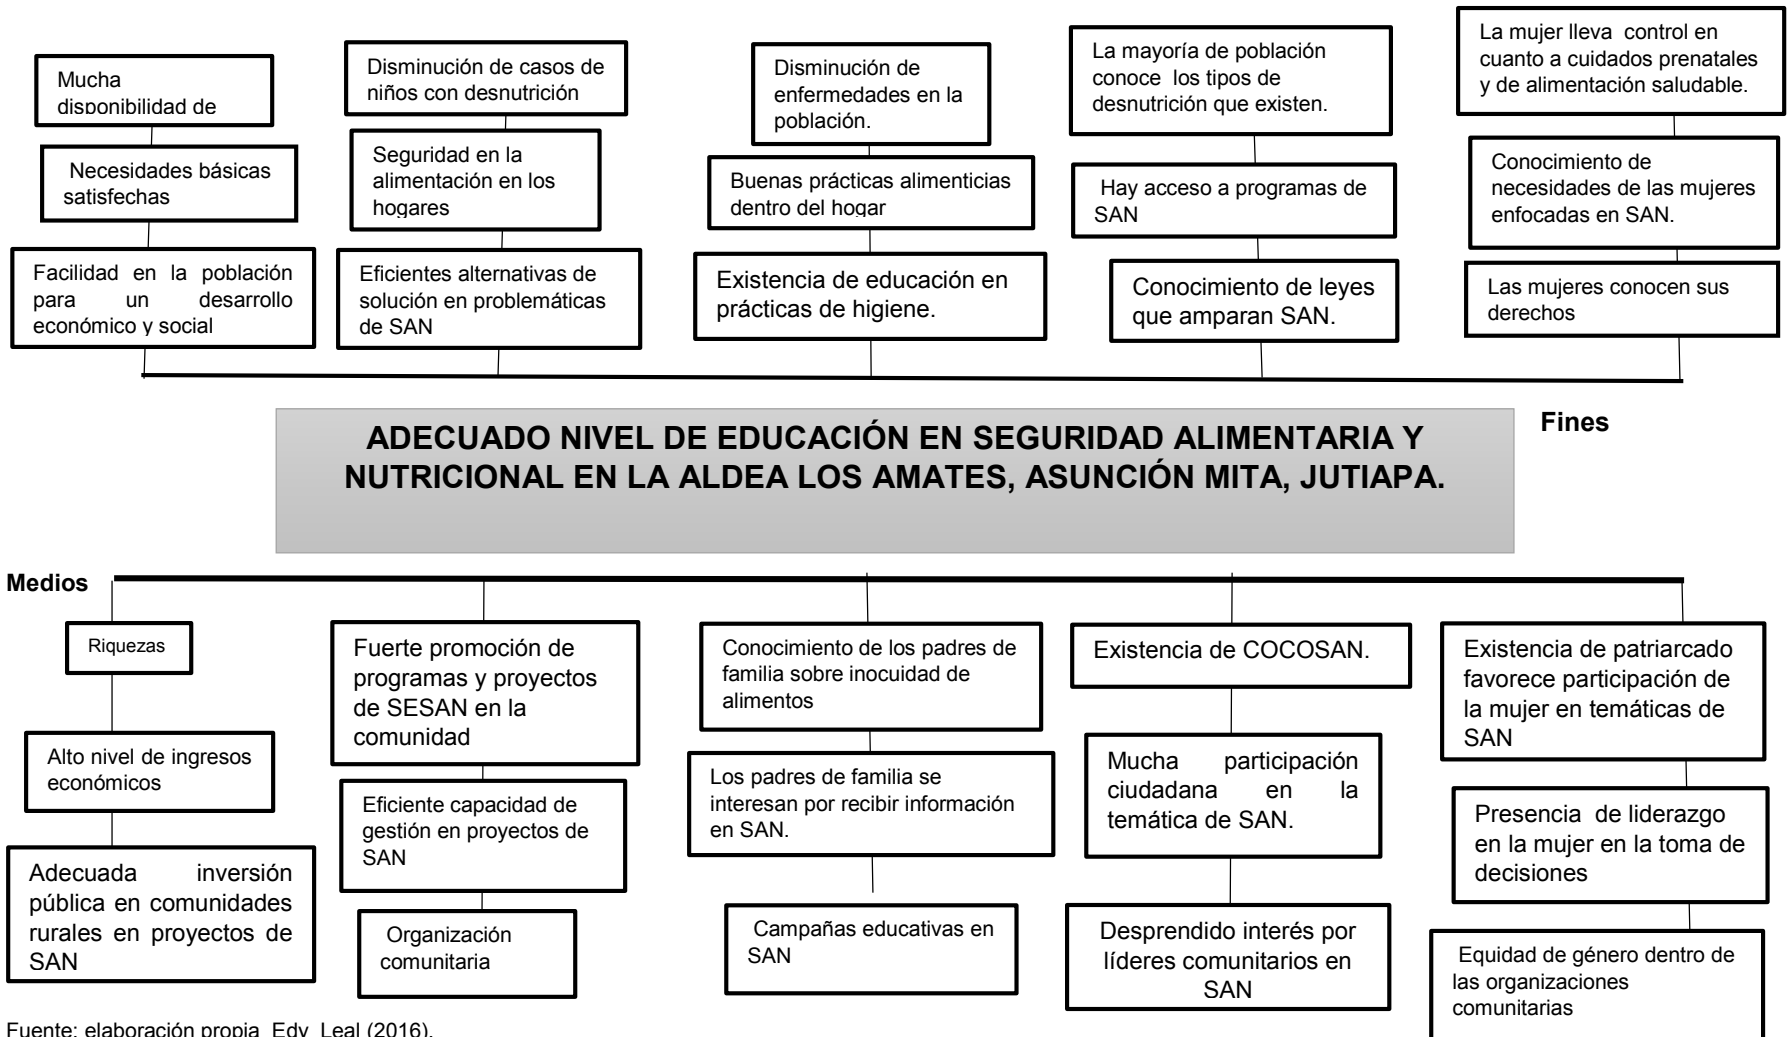 Mucha
disponibilidad de
Disminución de casos de
niños con desnutrición
Disminución de
enfermedades en la
población.
La mayoría de población
conoce los tipos de
desnutrición que existen.
La mujer lleva control en
cuanto a cuidados prenatales
y de alimentación saludable.
Necesidades básicas
satisfechas
Seguridad en la
alimentación en los
hogares
Buenas prácticas alimenticias
dentro del hogar
Hay acceso a programas de
SAN
Conocimiento de
necesidades de las mujeres
enfocadas en SAN.
Facilidad en la población
para un desarrollo
económico y social
Eficientes alternativas de
solución en problemáticas
de SAN
Existencia de educación en
prácticas de higiene.
Conocimiento de leyes
que amparan SAN.
Las mujeres conocen sus
derechos
Fines
ADECUADO NIVEL DE EDUCACIÓN EN SEGURIDAD ALIMENTARIA Y
NUTRICIONAL EN LA ALDEA LOS AMATES, ASUNCIÓN MITA, JUTIAPA.
Medios
Riquezas
Fuerte promoción de
programas y proyectos
de SESAN en la
comunidad
Conocimiento de los padres de
familia sobre inocuidad de
alimentos
Existencia de COCOSAN.
Existencia de patriarcado
favorece participación de
la mujer en temáticas de
SAN
Alto nivel de ingresos
económicos
Eficiente capacidad de
gestión en proyectos de
SAN
Los padres de familia se
interesan por recibir información
en SAN.
Mucha participación
ciudadana en la
temática de SAN.
Presencia de liderazgo
en la mujer en la toma de
decisiones
Adecuada inversión
pública en comunidades
rurales en proyectos de
SAN
Organización
comunitaria
Campañas educativas en
SAN
Desprendido interés por
líderes comunitarios en
SAN
Equidad de género dentro de
las organizaciones
comunitarias
Fuente: elaboración propia Edy Leal (2016).